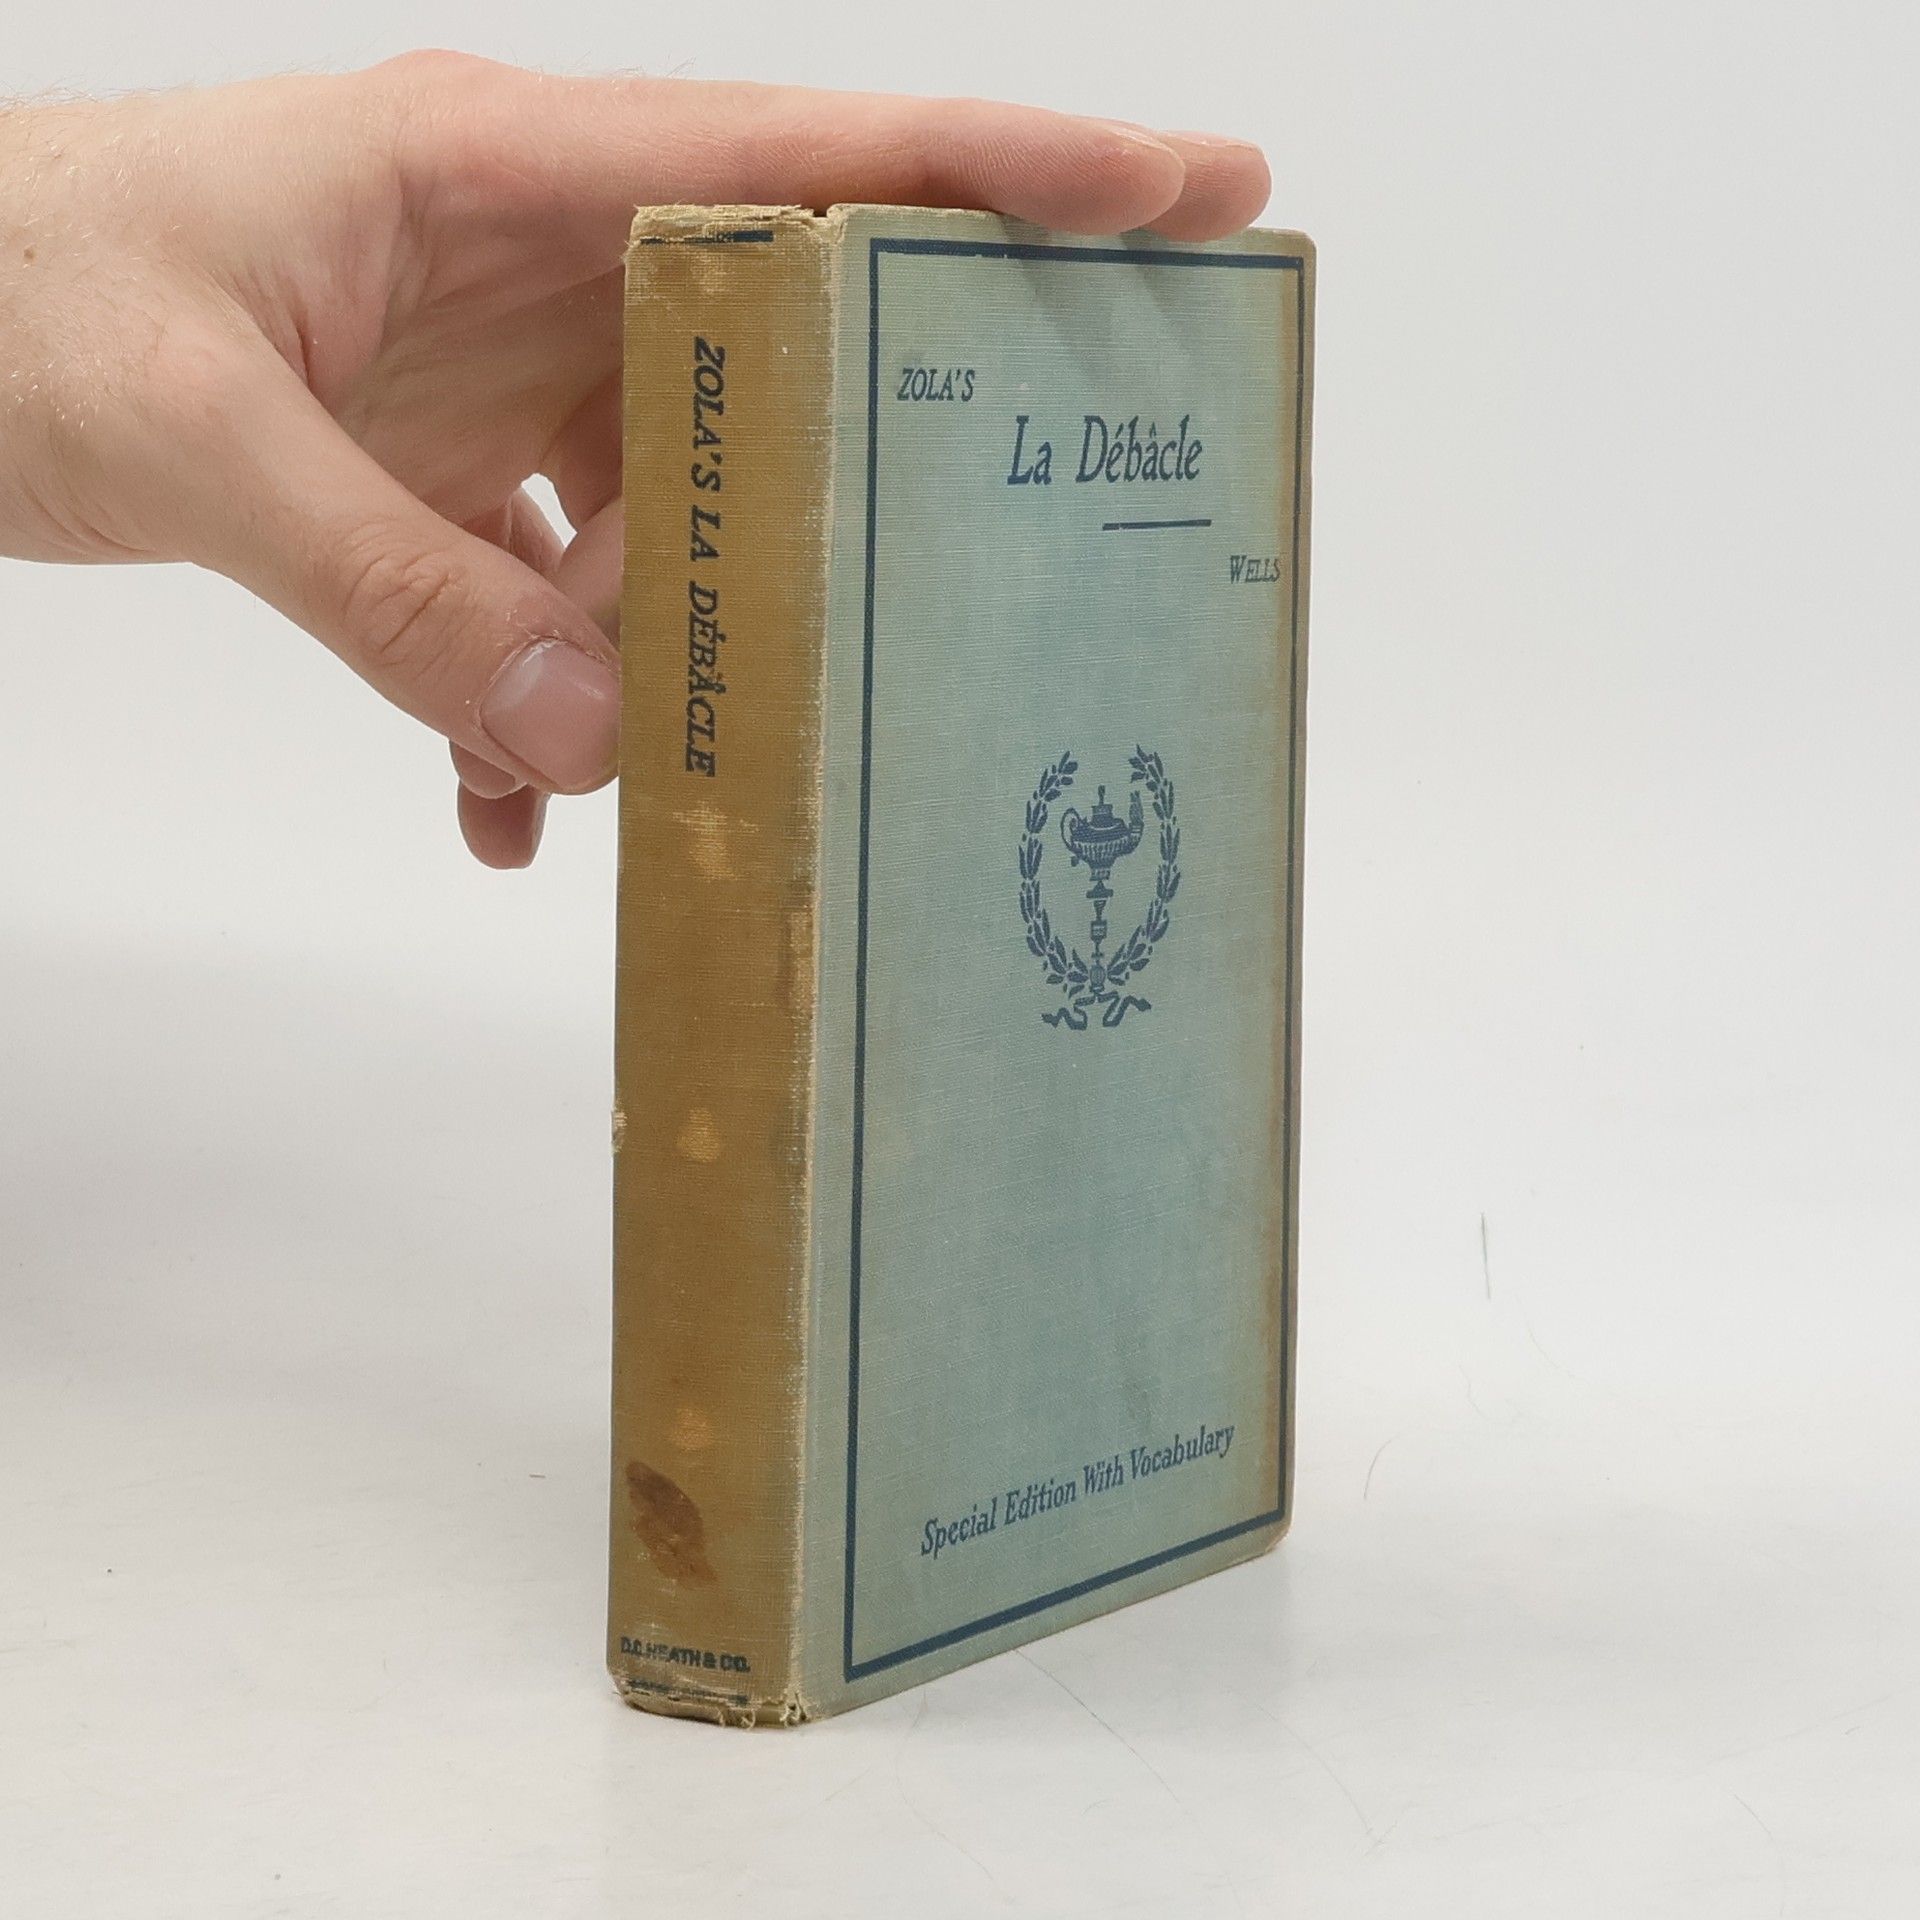 ZOLA'S LA DÉBÂCLE
D.C. HEATH & CO.
ZOLA'S
La Débâcle
WELLS
Special Edition With Vocabulary